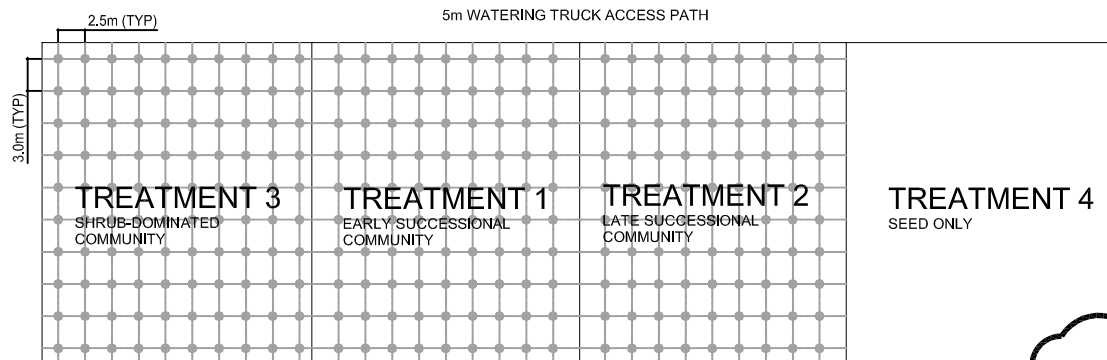 5m WATERING TRUCK ACCESS PATH
2.5m (TYP)
3.0m (TYP)
TREATMENT 3
SHRUB-DOMINATED
COMMUNITY
TREATMENT 1
EARLY SUCCESSIONAL
COMMUNITY
TREATMENT 2
LATE SUCCESSIONAL
COMMUNITY
TREATMENT 4
SEED ONLY